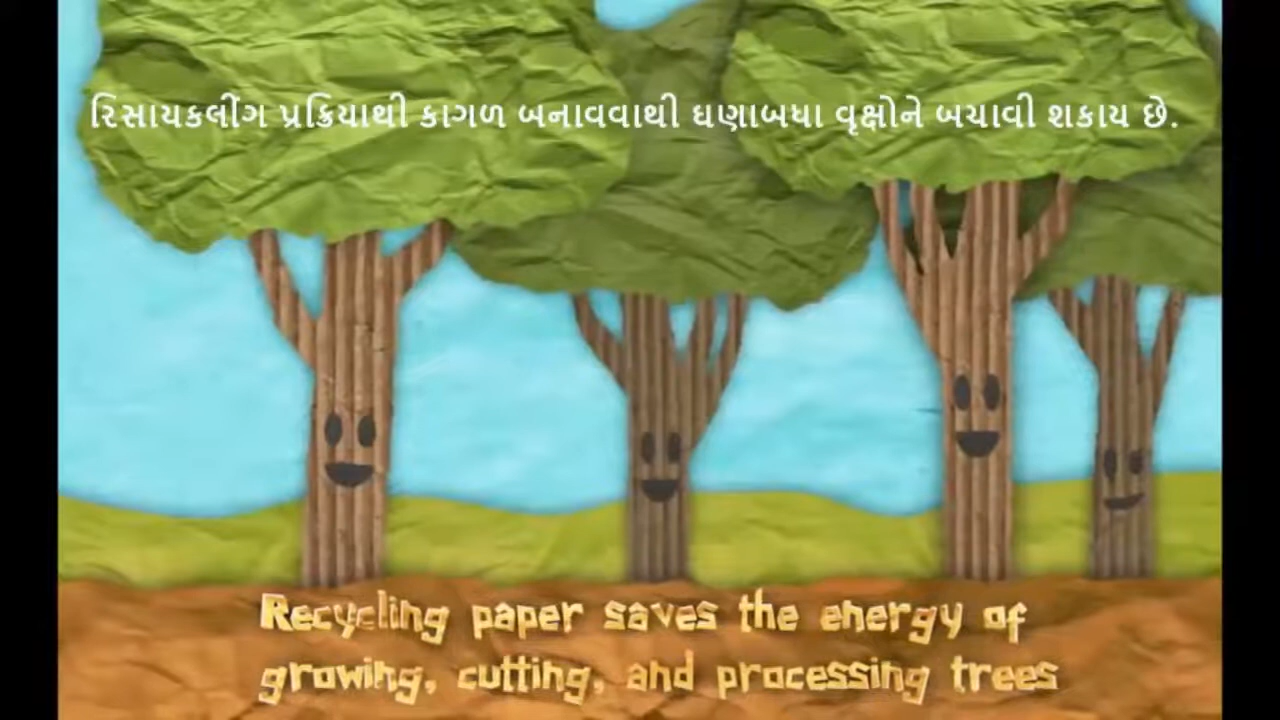 રિસાયકલીંગ પ્રક્રિયાથી કાગળ બનાવવાથી ઘણાબધા વૃક્ષોને બચાવી શકાય છે.
Recycling paper saves the energy of
growing, cutting, and processing trees